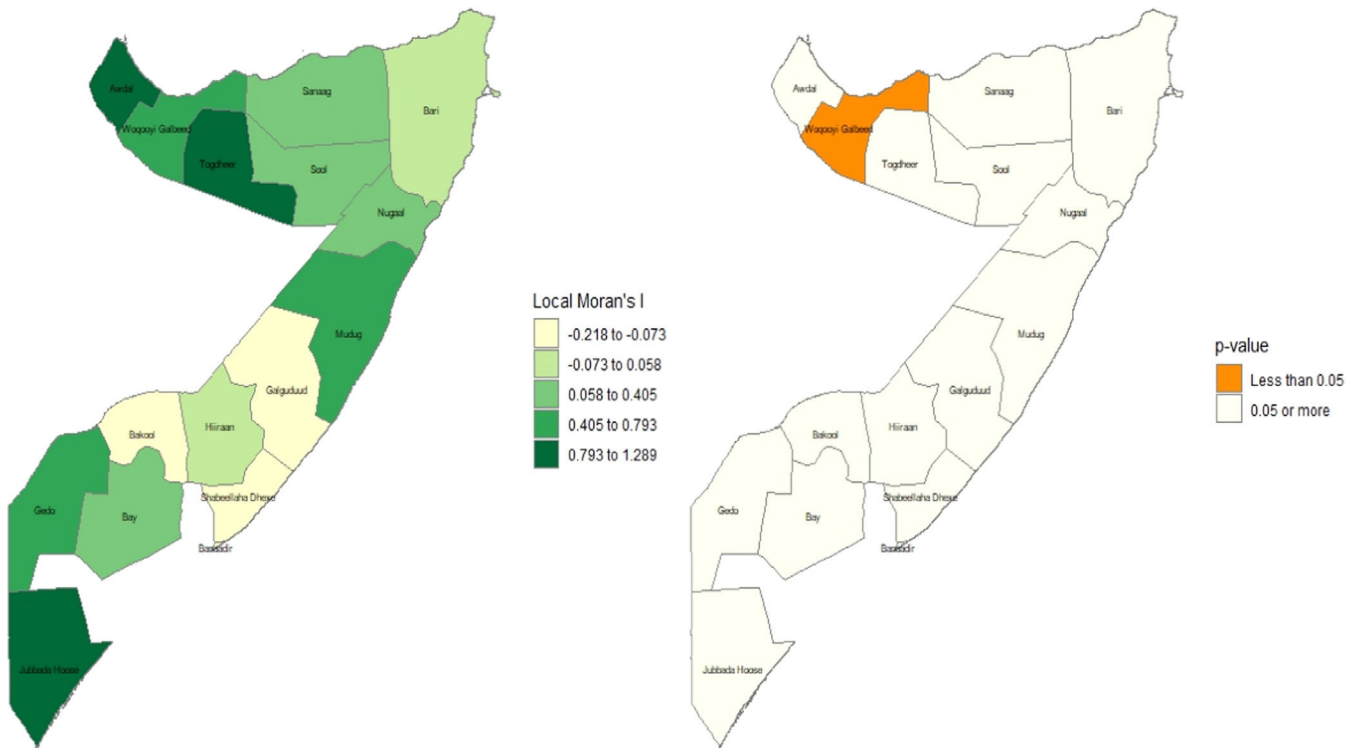 Awdal
Sanaag
Bari
Woqooyi Galbeed
Togdheer
Sool
Nugaal
Mudug
Galguduud
Hiiraan
Bakool
Shabeellaha Dhexe
Gedo
Bay
Banaadir
Jubbada Hoose
Local Moran's I
-0.218 to -0.073
-0.073 to 0.058
0.058 to 0.405
0.405 to 0.793
0.793 to 1.289
Awdal
Sanaag
Bari
Woqooyi Galbeed
Togdheer
Sool
Nugaal
Mudug
Galguduud
Hiiraan
Bakool
Shabeellaha Dhexe
Gedo
Bay
Banaadir
Jubbada Hoose
p-value
Less than 0.05
0.05 or more